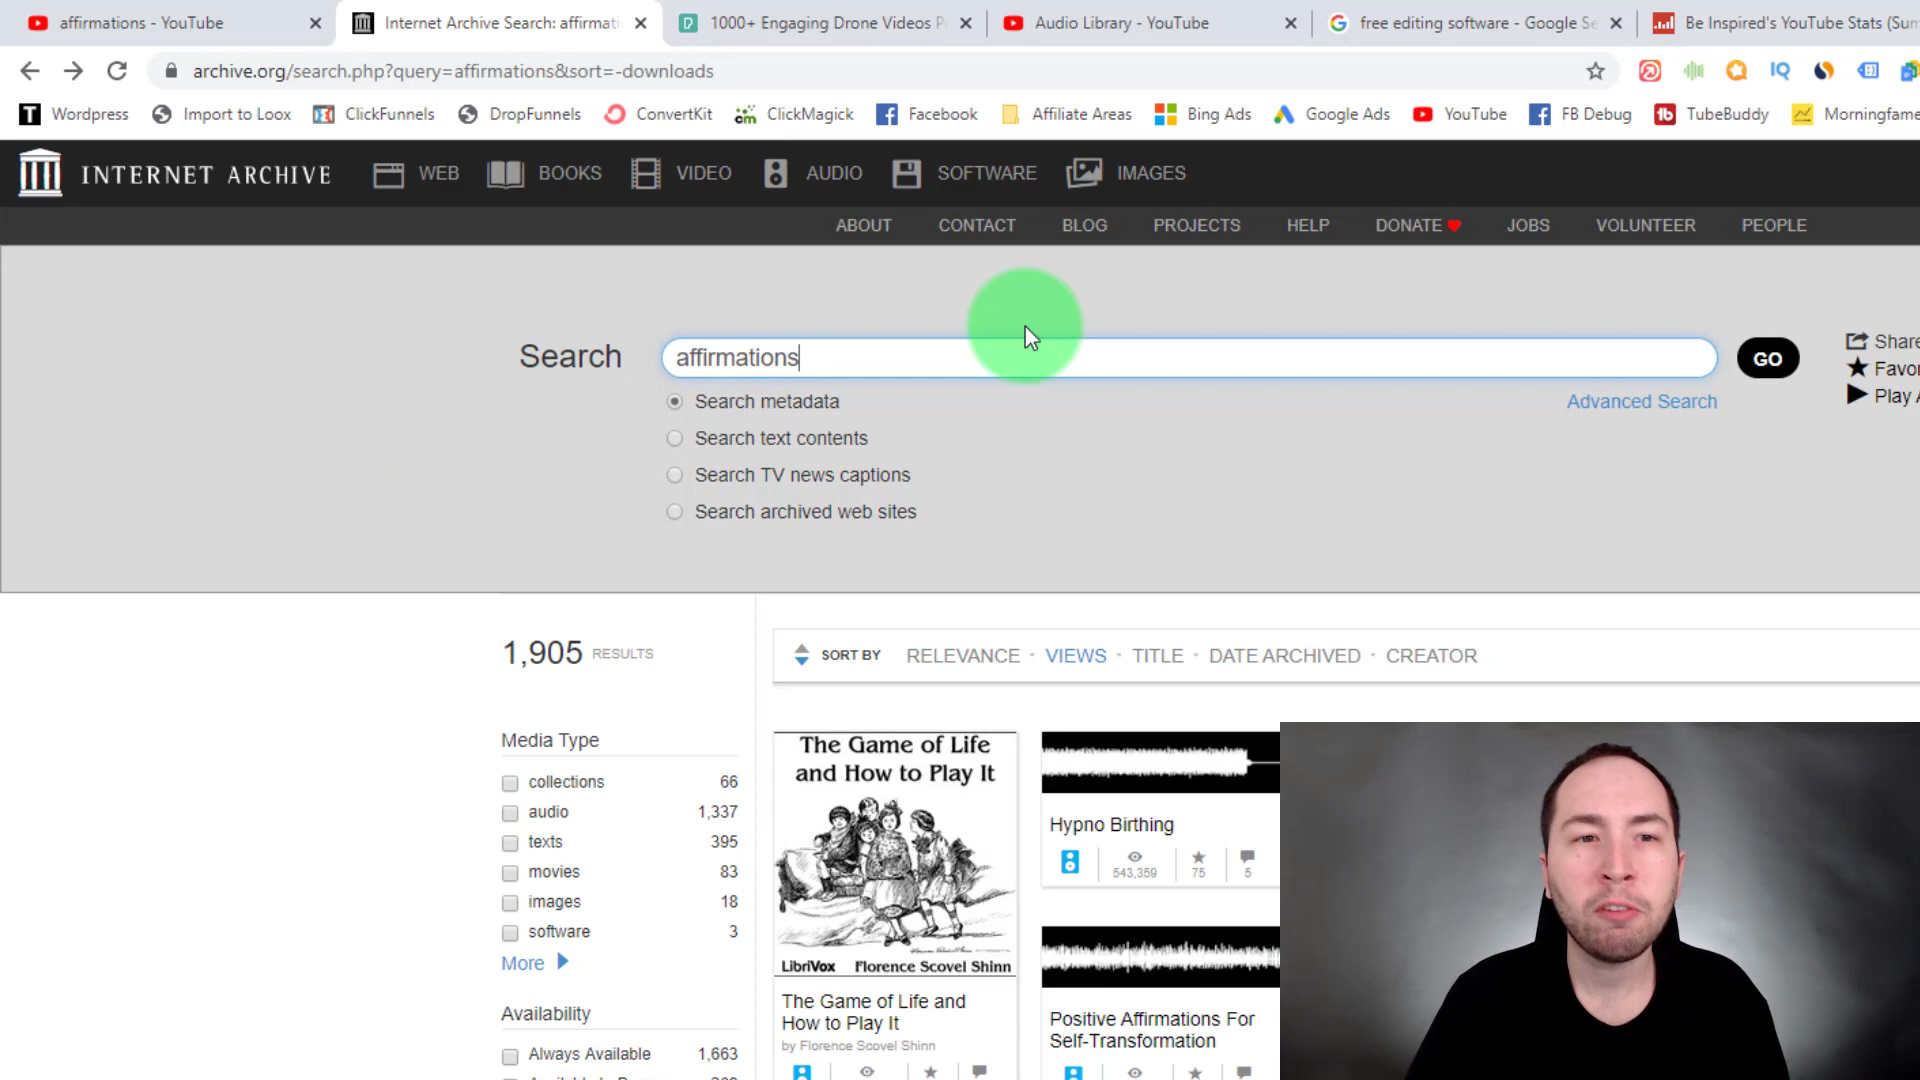 affirmations - YouTube
Internet Archive Search: affirmati
1000+ Engaging Drone Videos P
Audio Library - YouTube
free editing software - Google Se
Be Inspired's YouTube Stats (Sum
archive.org/search.php?query=affirmations&sort=-downloads
Wordpress
Import to Loox
ClickFunnels
DropFunnels
ConvertKit
ClickMagick
Facebook
Affiliate Areas
Bing Ads
Google Ads
YouTube
FB Debug
TubeBuddy
Morningfame
INTERNET ARCHIVE
WEB
BOOKS
VIDEO
AUDIO
SOFTWARE
IMAGES
ABOUT
CONTACT
BLOG
PROJECTS
HELP
DONATE
JOBS
VOLUNTEER
PEOPLE
Search
affirmations
GO
Share
Favor
Play A
Search metadata
Advanced Search
Search text contents
Search TV news captions
Search archived web sites
1,905 RESULTS
SORT BY
RELEVANCE · VIEWS · TITLE · DATE ARCHIVED · CREATOR
Media Type
collections 66
audio 1,337
texts 395
movies 83
images 18
software 3
More
Availability
Always Available 1,663
The Game of Life
and How to Play It
LibriVox Florence Scovel Shinn
The Game of Life and
How to Play It
by Florence Scovel Shinn
Hypno Birthing
543,359
75
5
Positive Affirmations For
Self-Transformation